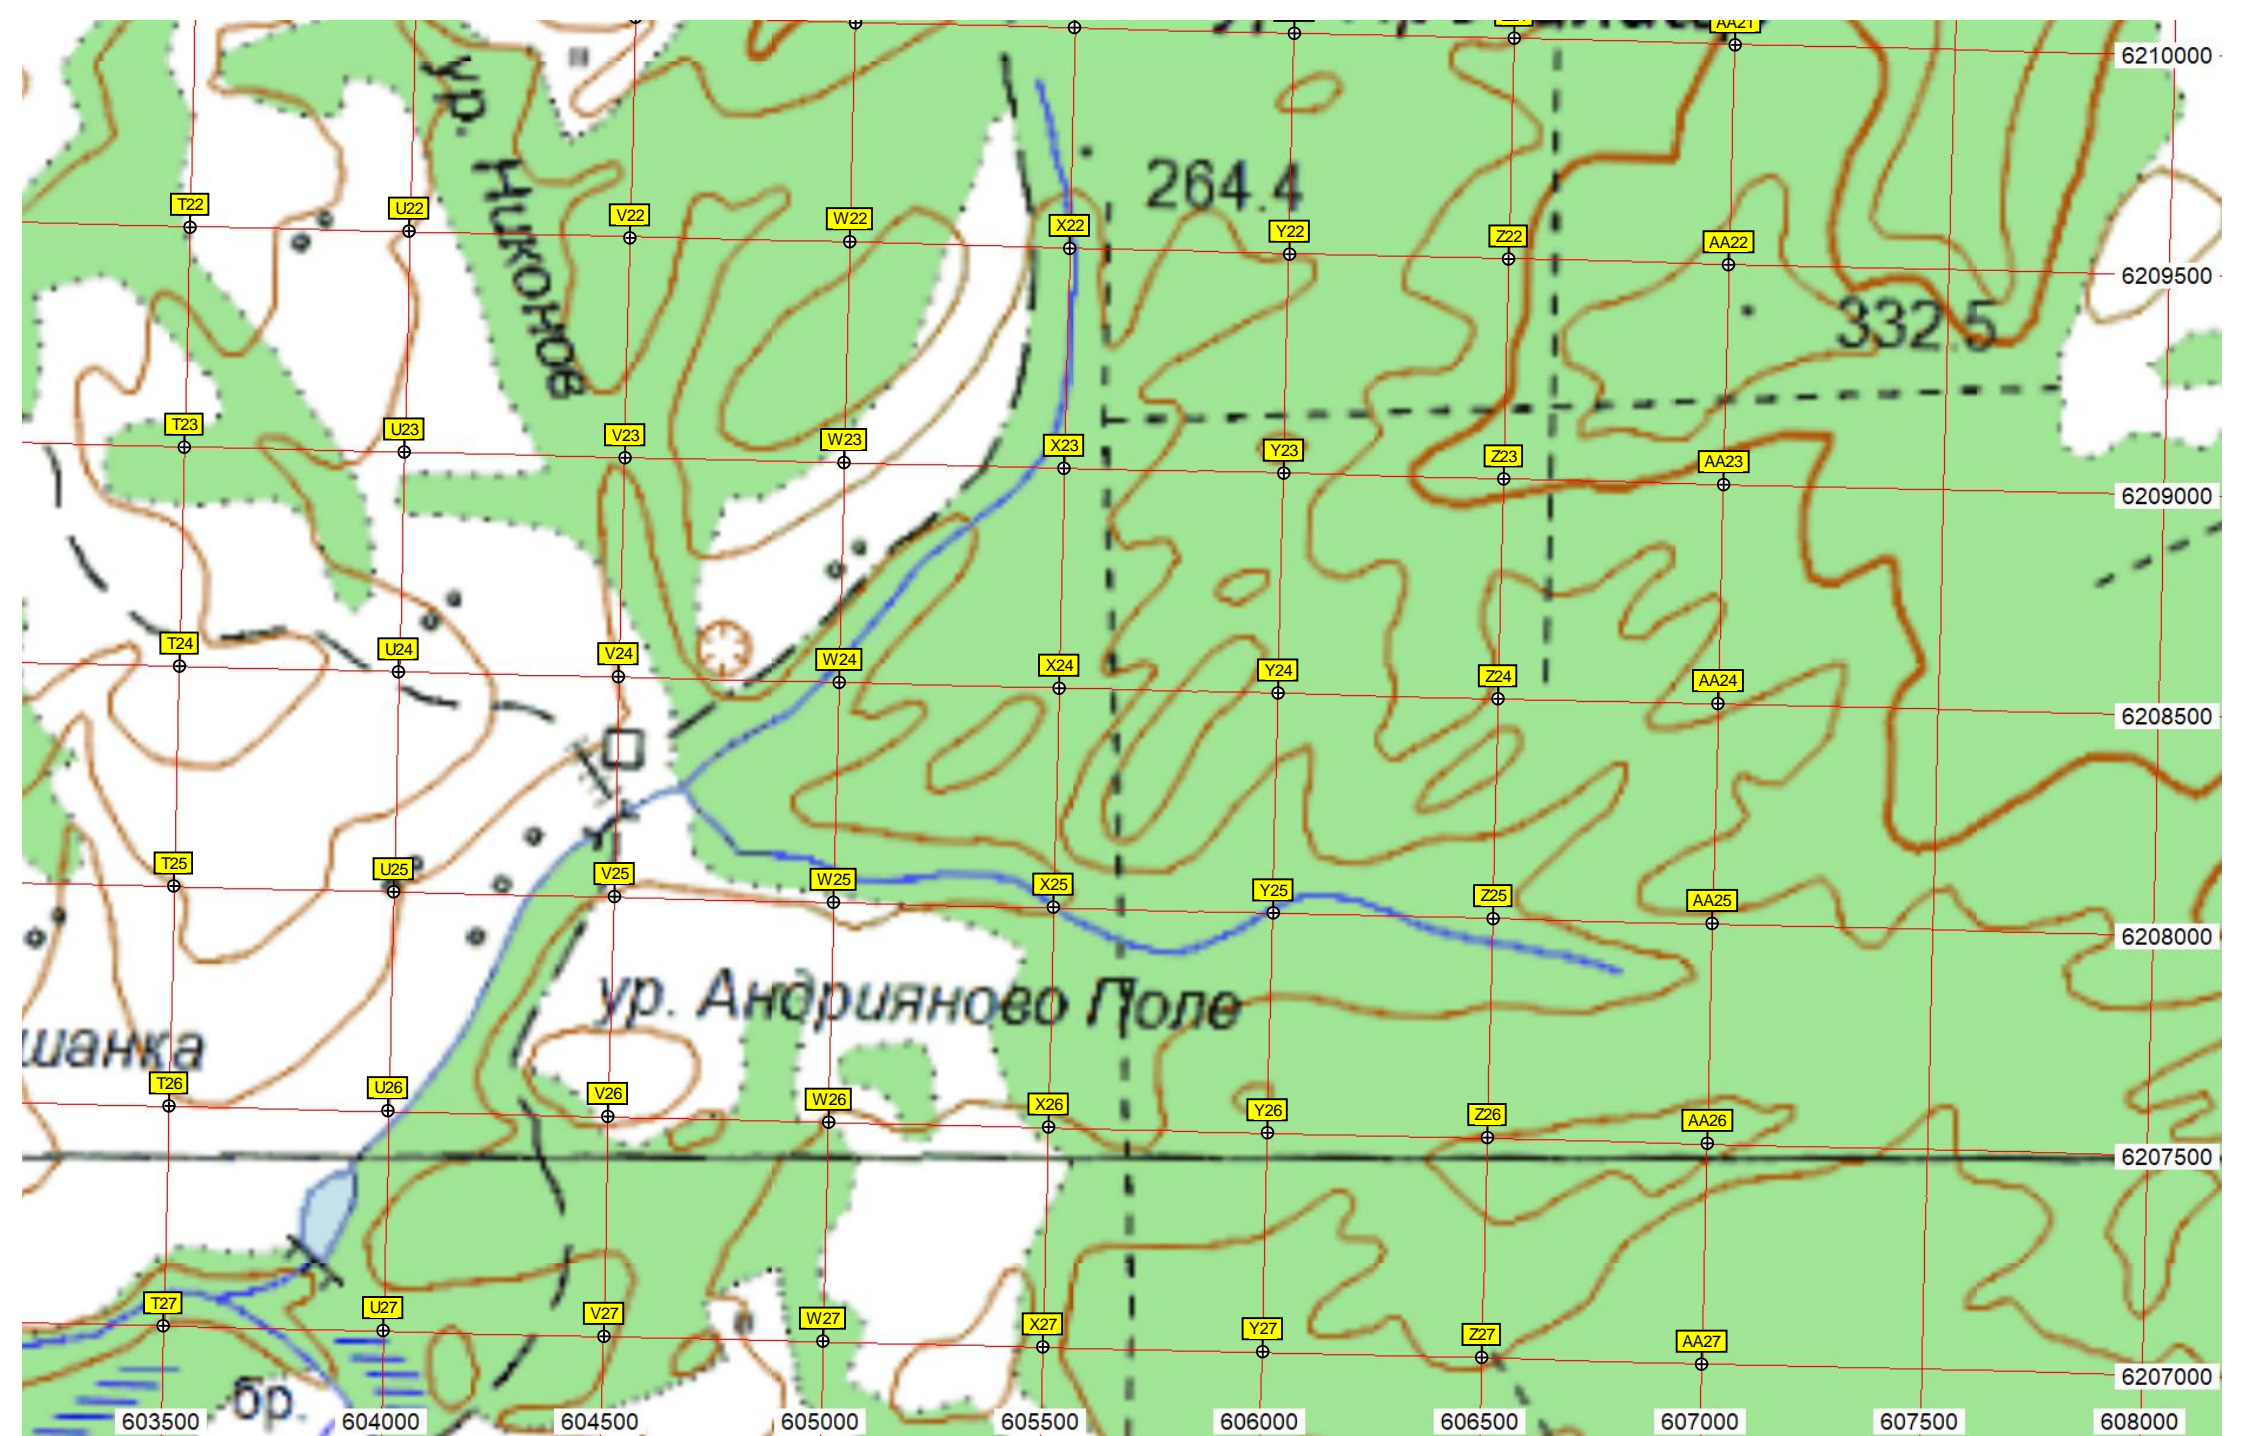 AA21
6210000
ур. Никонов
264.4
T22 U22 V22 W22 X22 Y22 Z22 AA22
6209500
332.5
T23 U23 V23 W23 X23 Y23 Z23 AA23
6209000
T24 U24 V24 W24 X24 Y24 Z24 AA24
6208500
T25 U25 V25 W25 X25 Y25 Z25 AA25
6208000
ур. Андрияново Поле
шанка
T26 U26 V26 W26 X26 Y26 Z26 AA26
6207500
T27 U27 V27 W27 X27 Y27 Z27 AA27
6207000
бр.
603500 604000 604500 605000 605500 606000 606500 607000 607500 608000